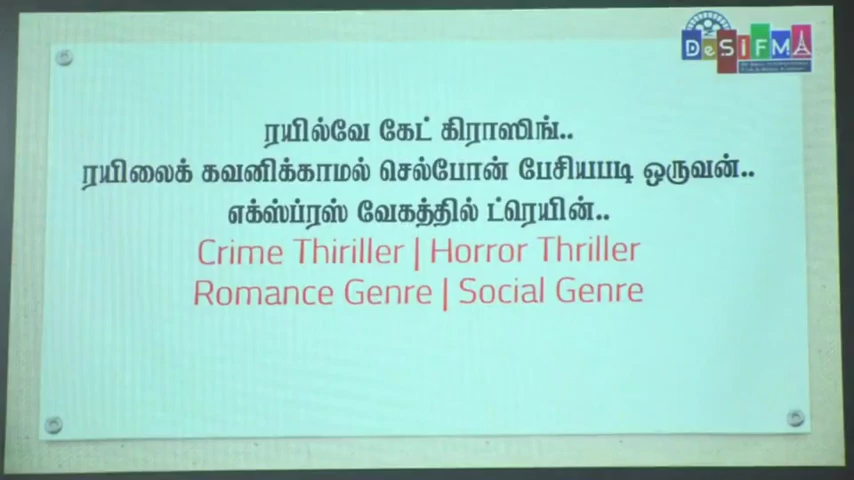 DeSIFMA
ரயில்வே கேட் கிராஸிங்..
ரயிலைக் கவனிக்காமல் செல்போன் பேசியபடி ஒருவன்..
எக்ஸ்ப்ரஸ் வேகத்தில் ட்ரெயின்..
Crime Thiriller | Horror Thriller
Romance Genre | Social Genre